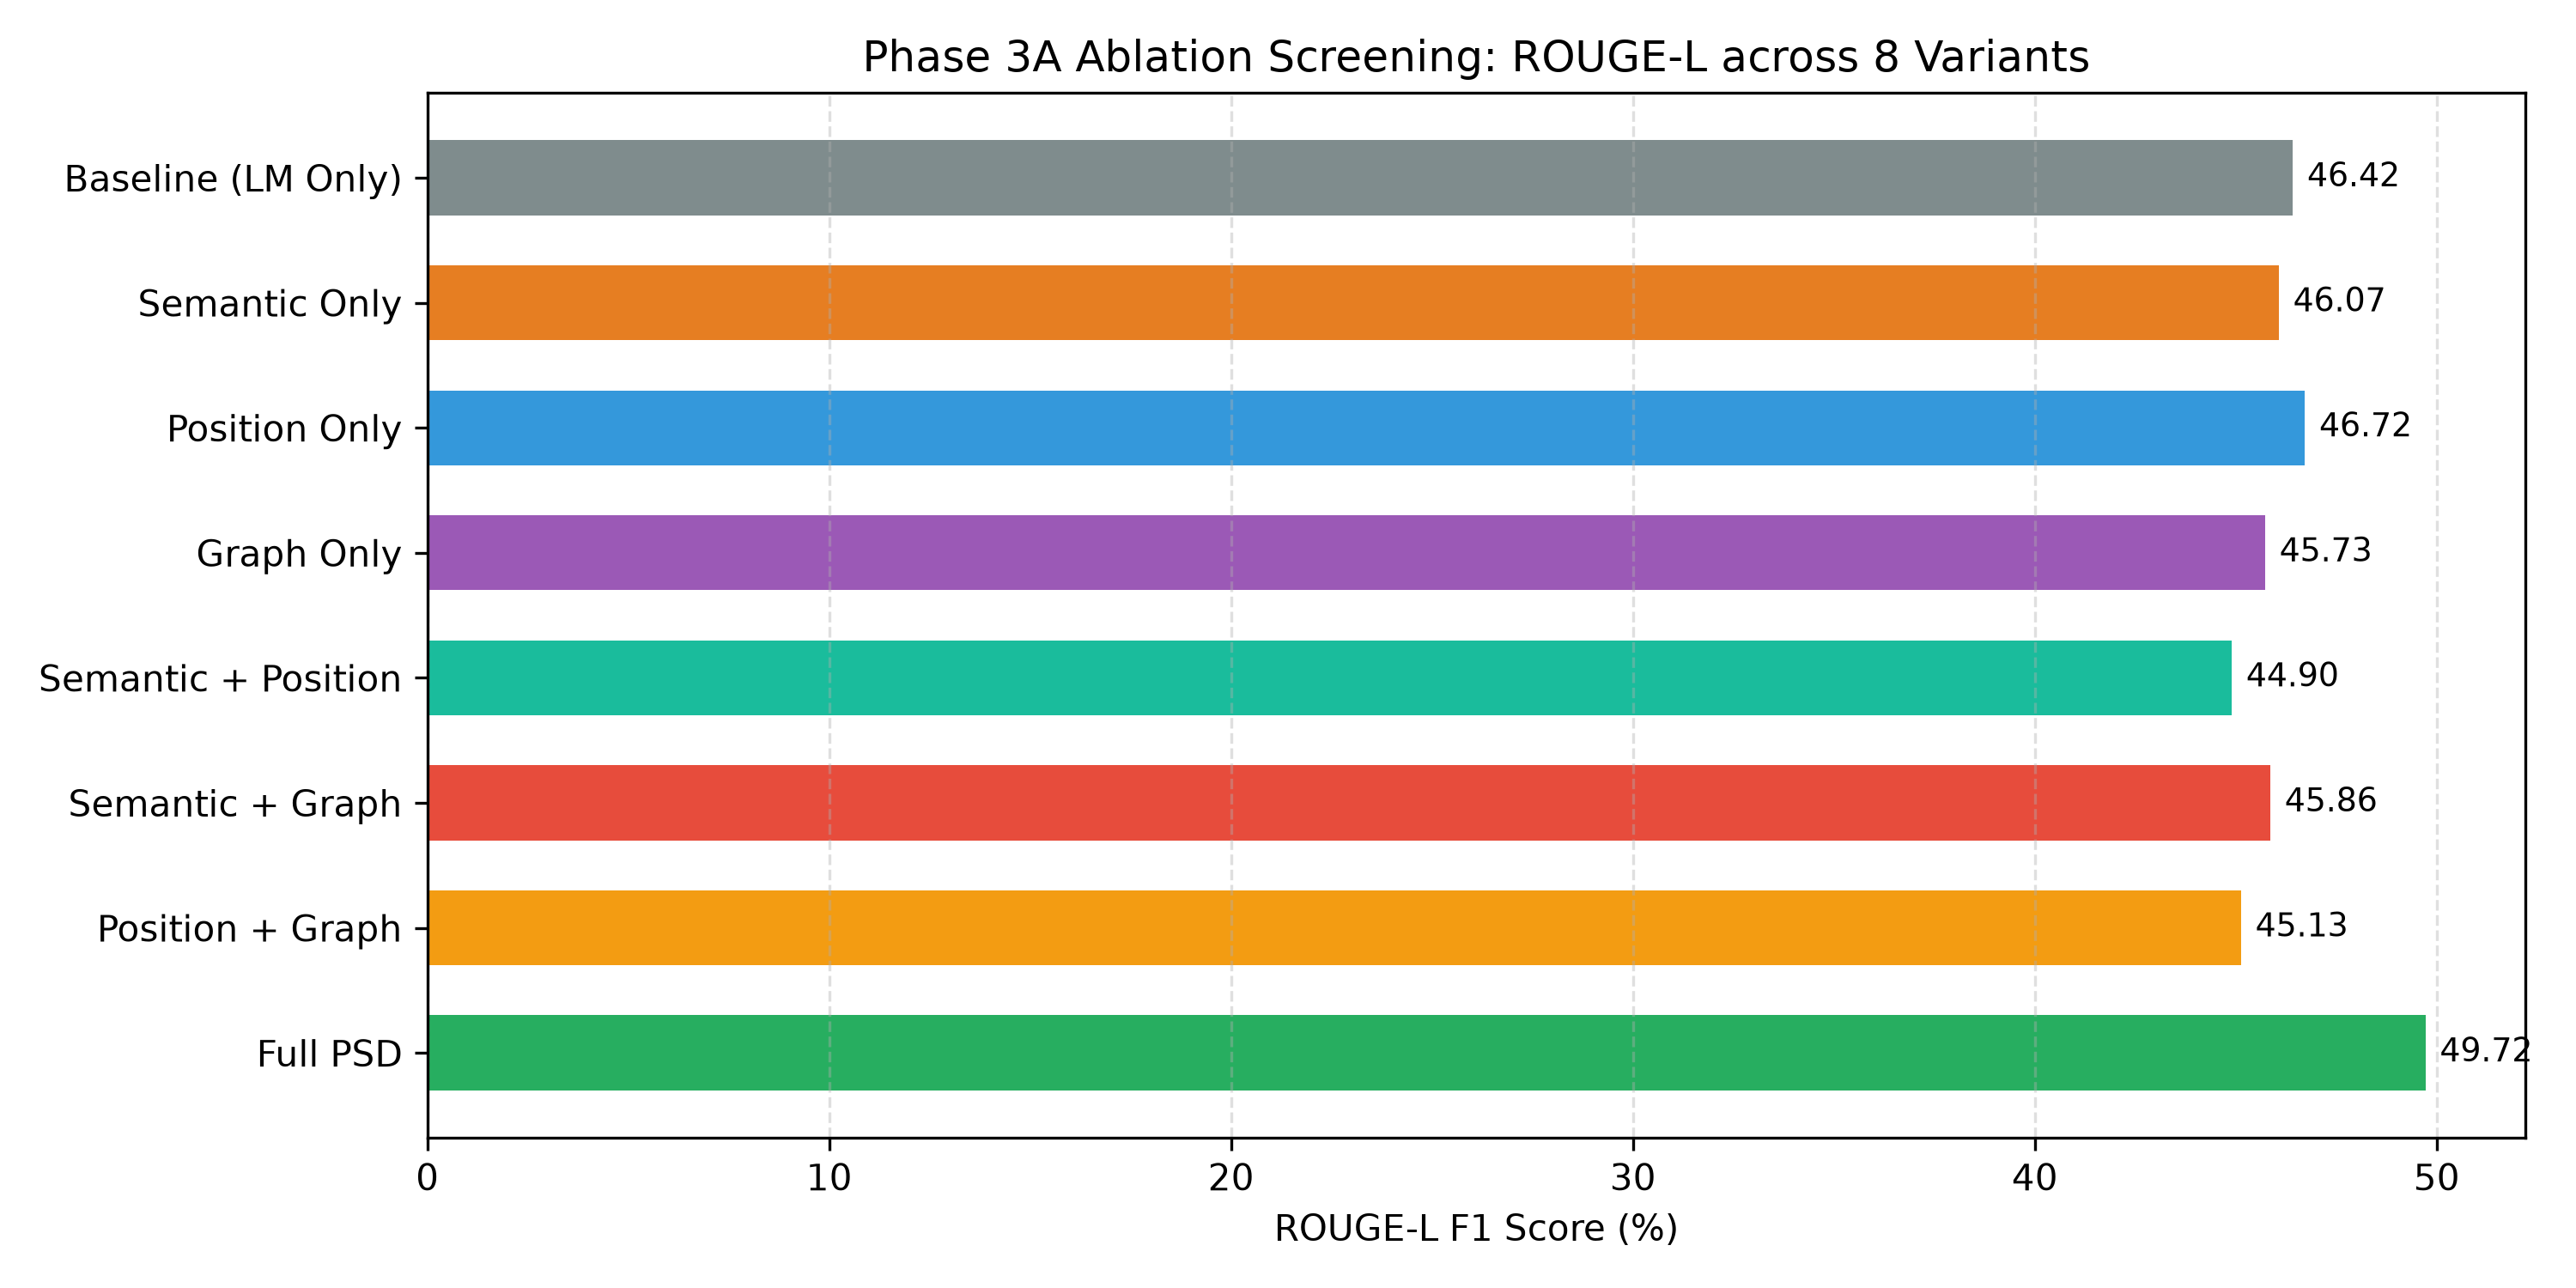 Phase 3A Ablation Screening: ROUGE-L across 8 Variants
Baseline (LM Only) 46.42
Semantic Only 46.07
Position Only 46.72
Graph Only 45.73
Semantic + Position 44.90
Semantic + Graph 45.86
Position + Graph 45.13
Full PSD 49.72
0 10 20 30 40 50
ROUGE-L F1 Score (%)